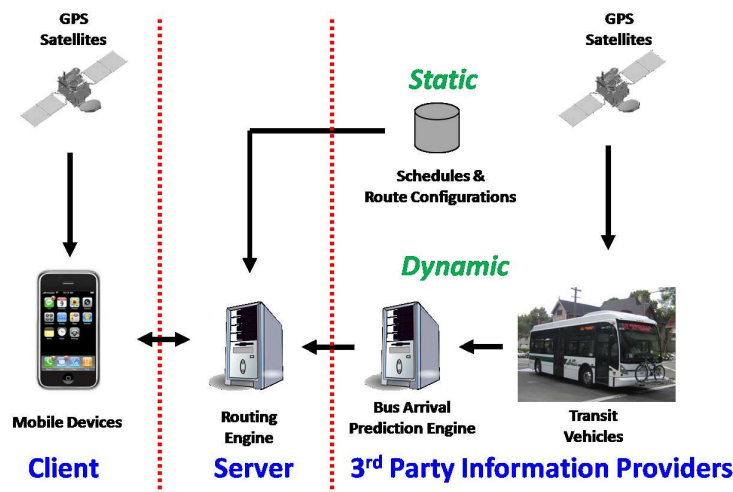 GPS
Satellites
GPS
Satellites
Static
Schedules &
Route Configurations
Dynamic
Mobile Devices
Routing
Engine
Bus Arrival
Prediction Engine
Transit
Vehicles
Client
Server
3rd Party Information Providers